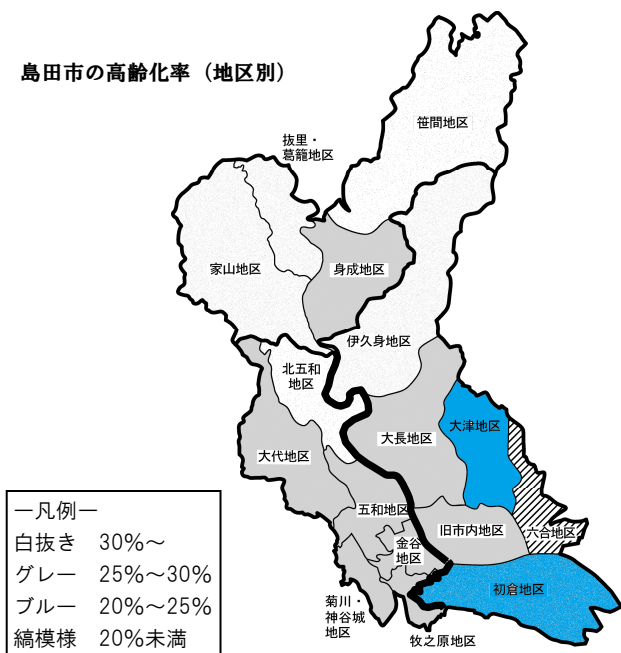 島田市の高齢化率（地区別）
笹間地区
抜里・
葛籠地区
家山地区
身成地区
伊久身地区
北五和
地区
大津地区
大長地区
大代地区
五和地区
旧市内地区
六合地区
金谷
地区
初倉地区
菊川・
神谷城
地区
牧之原地区
―凡例―
白抜き　30％～
グレー　25％～30％
ブルー　20％～25％
縞模様　20％未満